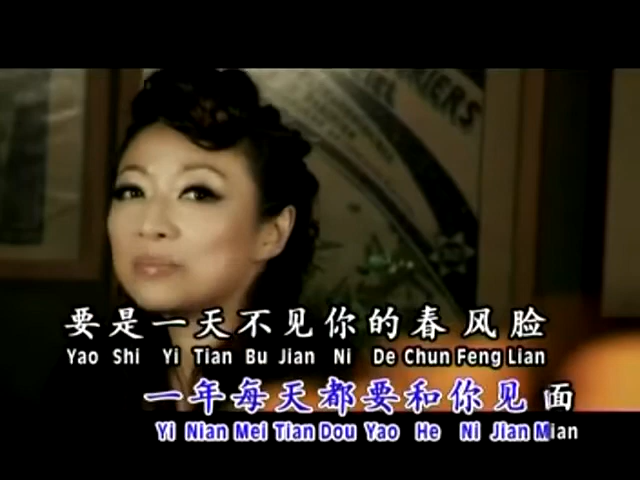 RIERS
CIEL
要是一天不见你的春风脸
Yao Shi Yi Tian Bu Jian Ni De Chun Feng Lian
一年每天都要和你见面
Yi Nian Mei Tian Dou Yao He Ni Jian Mian